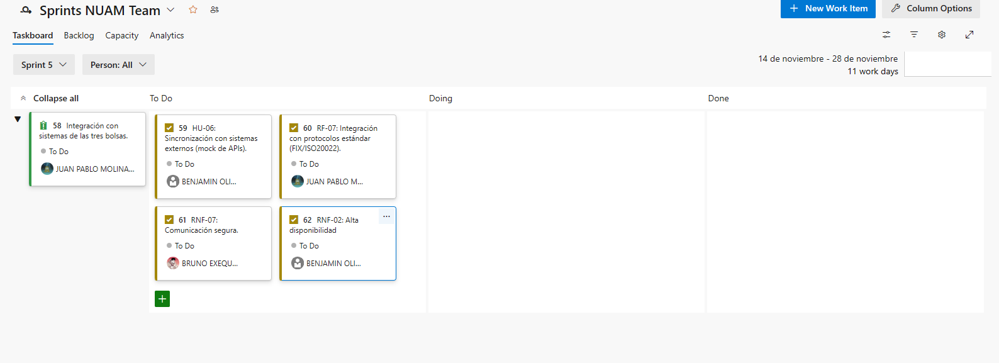 Sprints NUAM Team
New Work Item
Column Options
Taskboard
Backlog
Capacity
Analytics
Sprint 5
Person: All
14 de noviembre - 28 de noviembre
11 work days
Collapse all
To Do
Doing
Done
58 Integración con
sistemas de las tres bolsas.
To Do
JUAN PABLO MOLINA...
59 HU-06:
Sincronización con sistemas
externos (mock de APIs).
To Do
BENJAMIN OLI...
60 RF-07: Integración
con protocolos estándar
(FIX/ISO20022).
To Do
JUAN PABLO M...
61 RNF-07:
Comunicación segura.
To Do
BRUNO EXEQU...
62 RNF-02: Alta
disponibilidad
To Do
BENJAMIN OLI...